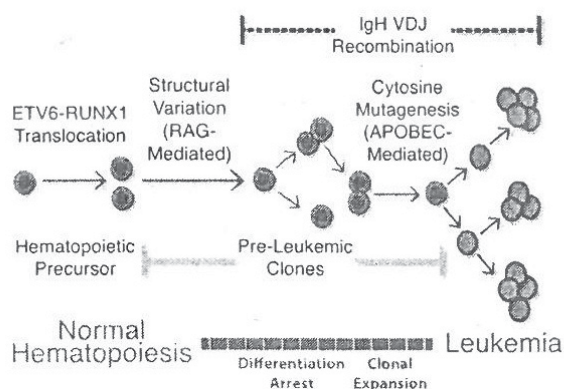 IgH VDJ
Recombination
Structural
Variation
(RAG-
Mediated)
Cytosine
Mutagenesis
(APOBEC-
Mediated)
ETV6-RUNX1
Translocation
Hematopoietic
Precursor
Pre-Leukemic
Clones
Normal
Hematopoiesis
Differentiation
Arrest
Clonal
Expansion
Leukemia